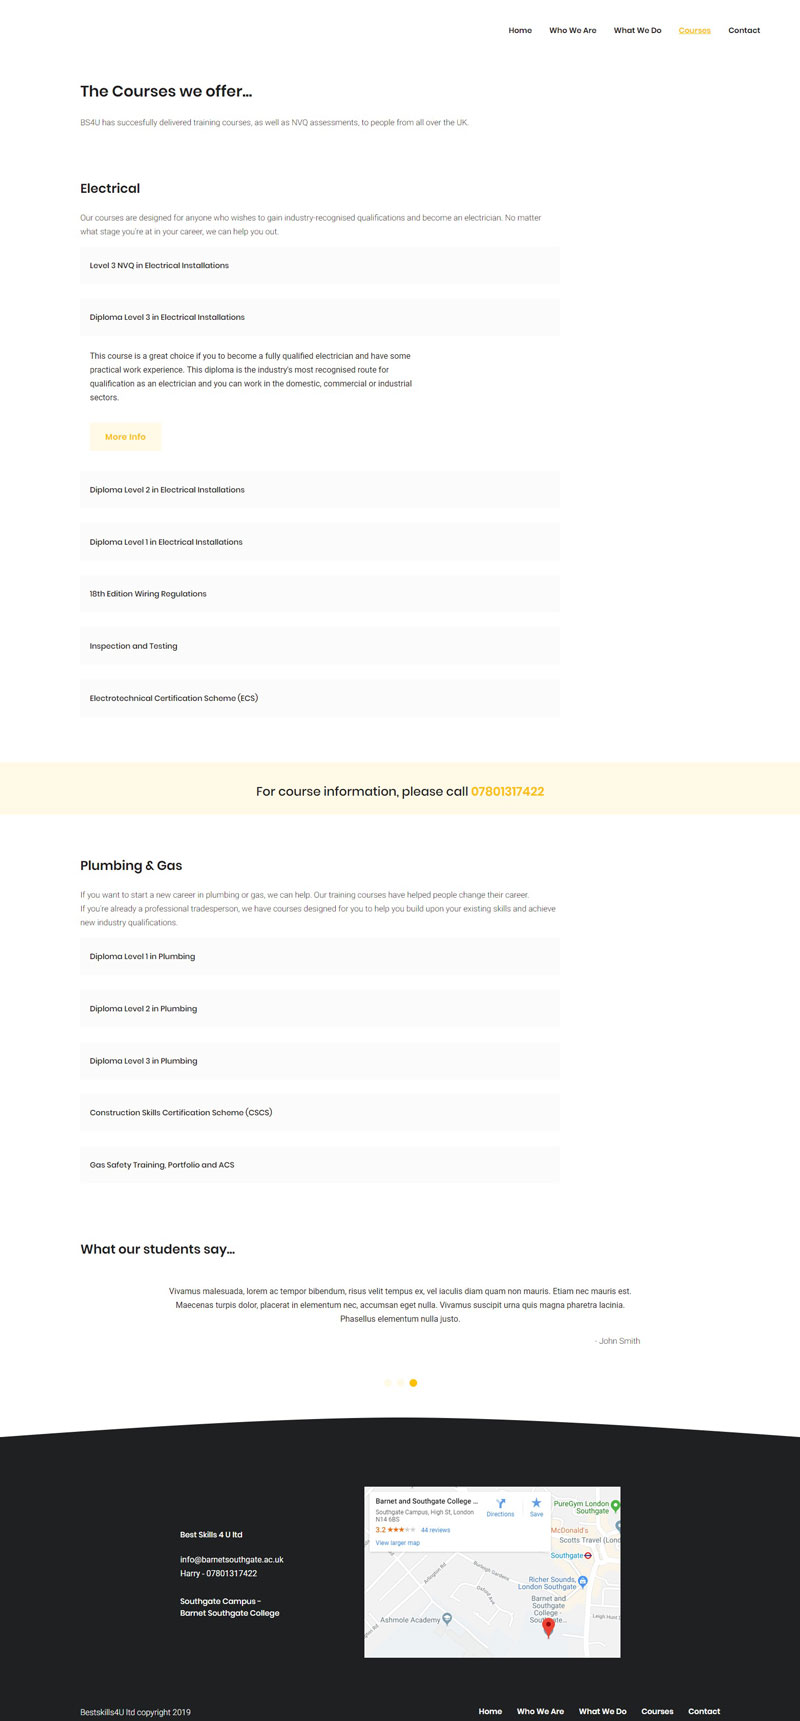 Home Who We Are What We Do Courses Contact
The Courses we offer...
BS4U has succesfully delivered training courses, as well as NVQ assessments, to people from all over the UK.
Electrical
Our courses are designed for anyone who wishes to gain industry-recognised qualifications and become an electrician. No matter
what stage you're at in your career, we can help you out.
Level 3 NVQ in Electrical Installations
Diploma Level 3 in Electrical Installations
This course is a great choice if you to become a fully qualified electrician and have some
practical work experience. This diploma is the industry's most recognised route for
qualification as an electrician and you can work in the domestic, commercial or industrial
sectors.
More Info
Diploma Level 2 in Electrical Installations
Diploma Level 1 in Electrical Installations
18th Edition Wiring Regulations
Inspection and Testing
Electrotechnical Certification Scheme (ECS)
For course information, please call 07801317422
Plumbing & Gas
If you want to start a new career in plumbing or gas, we can help. Our training courses have helped people change their career.
If you're already a professional tradesperson, we have courses designed for you to help you build upon your existing skills and achieve
new industry qualifications.
Diploma Level 1 in Plumbing
Diploma Level 2 in Plumbing
Diploma Level 3 in Plumbing
Construction Skills Certification Scheme (CSCS)
Gas Safety Training, Portfolio and ACS
What our students say...
Vivamus malesuada, lorem ac tempor bibendum, risus velit tempus ex, vel iaculis diam quam non mauris. Etiam nec mauris est.
Maecenas turpis dolor, placerat in elementum nec, accumsan eget nulla. Vivamus suscipit urna quis magna pharetra lacinia.
Phasellus elementum nulla justo.
- John Smith
Best Skills 4 U ltd
info@barnetsouthgate.ac.uk
Harry - 07801317422
Southgate Campus -
Barnet Southgate College
Barnet and Southgate College ...
Southgate Campus, High St, London
N14 6BS
3.2 44 reviews
View larger map
Directions
Save
PureGym London
Southgate
McDonald's
Scotts Travel (Lond
Southgate
Richer Sounds,
London Southgate
Barnet and
Southgate
College -
Southgate...
Burleigh Gardens
Arlington Rd
Oxford Ave
Ashmole Academy
Leigh Hunt D
Bestskills4U ltd copyright 2019
Home Who We Are What We Do Courses Contact